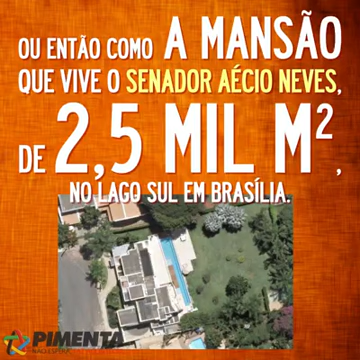 OU ENTÃO COMO A MANSÃO
QUE VIVE O SENADOR AÉCIO NEVES,
DE 2,5 MIL M²,
NO LAGO SUL EM BRASÍLIA.
PIMENTA